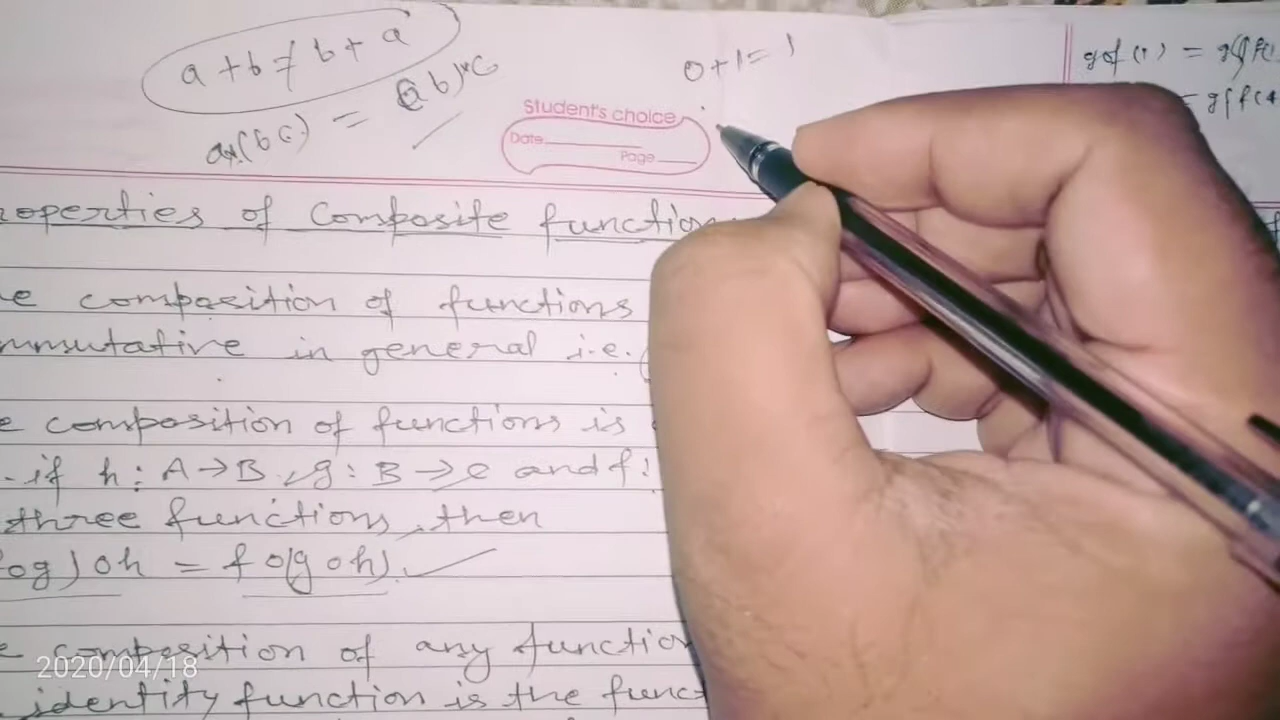 a + b ≠ b + a
a×(bc) = (ab)×c
0+1=1
gof(1) = g(f(
= g(f(
Student's choice
Date
Page
roperties of Composite function
e composition of functions
mmutative in general i.e.
e composition of functions is
. if h: A→B, g: B→C and f:
three functions, then
og)oh = fo(goh).
e composition of any function
identity function is the funct
2020/04/18